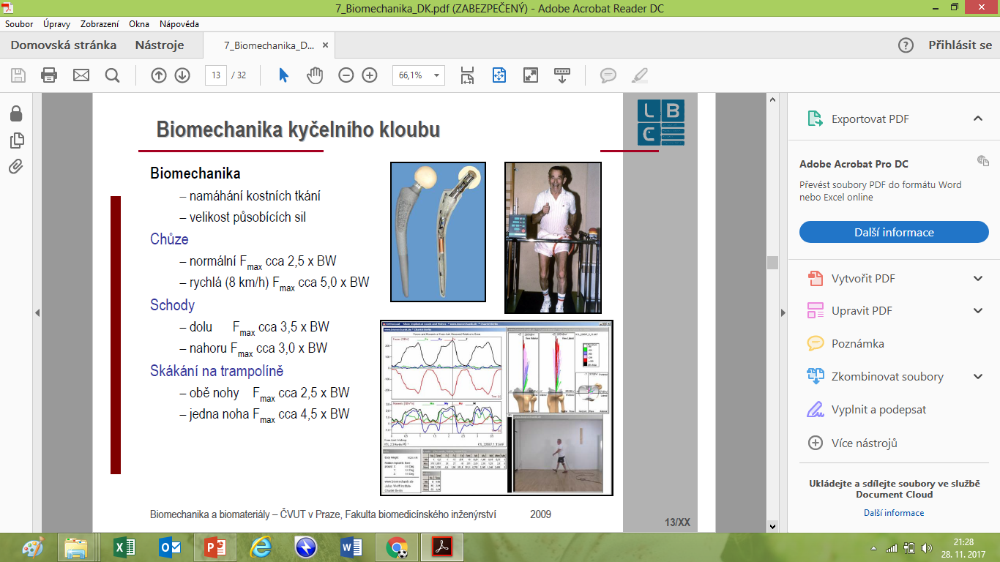 7_Biomechanika_DK.pdf (ZABEZPEČENÝ) - Adobe Acrobat Reader DC
Soubor Úpravy Zobrazení Okna Nápověda
Domovská stránka Nástroje 7_Biomechanika_D... × ? Přihlásit se
13 / 32 66,1%
Biomechanika kyčelního kloubu
L B C
Biomechanika
– namáhání kostních tkání
– velikost působících sil
Chůze
– normální Fmax cca 2,5 x BW
– rychlá (8 km/h) Fmax cca 5,0 x BW
Schody
– dolu Fmax cca 3,5 x BW
– nahoru Fmax cca 3,0 x BW
Skákání na trampolíně
– obě nohy Fmax cca 2,5 x BW
– jedna noha Fmax cca 4,5 x BW
Biomechanika a biomateriály – ČVUT v Praze, Fakulta biomedicínského inženýrství 2009
13/XX
Exportovat PDF
Adobe Acrobat Pro DC
Převést soubory PDF do formátu Word
nebo Excel online
Další informace
Vytvořit PDF
Upravit PDF
Poznámka
Zkombinovat soubory
Vyplnit a podepsat
Více nástrojů
Ukládejte a sdílejte soubory ve službě
Document Cloud
Další informace
21:28
28. 11. 2017